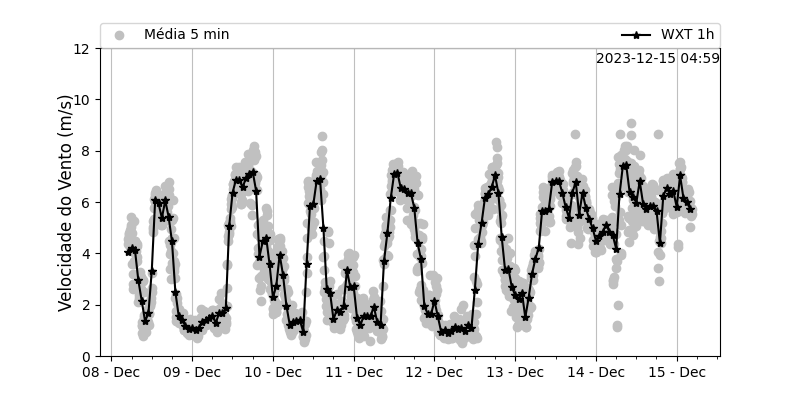 Média 5 min
WXT 1h
2023-12-15 04:59
Velocidade do Vento (m/s)
12
10
8
6
4
2
0
08 - Dec
09 - Dec
10 - Dec
11 - Dec
12 - Dec
13 - Dec
14 - Dec
15 - Dec